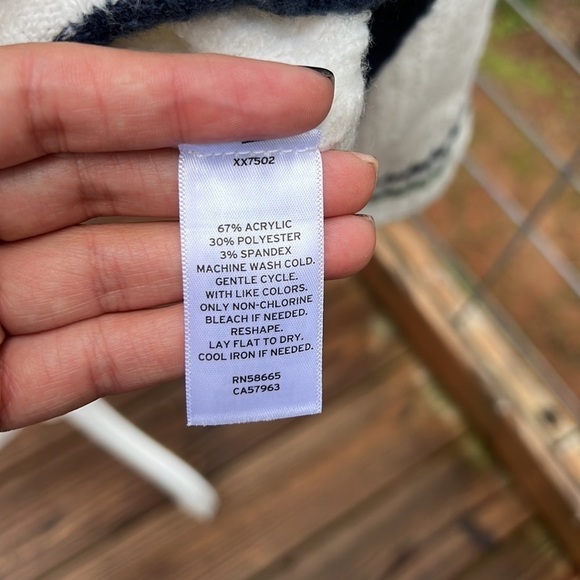 XX7502
67% ACRYLIC
30% POLYESTER
3% SPANDEX
MACHINE WASH COLD.
GENTLE CYCLE.
WITH LIKE COLORS.
ONLY NON-CHLORINE
BLEACH IF NEEDED.
RESHAPE.
LAY FLAT TO DRY.
COOL IRON IF NEEDED.
RN58665
CA57963